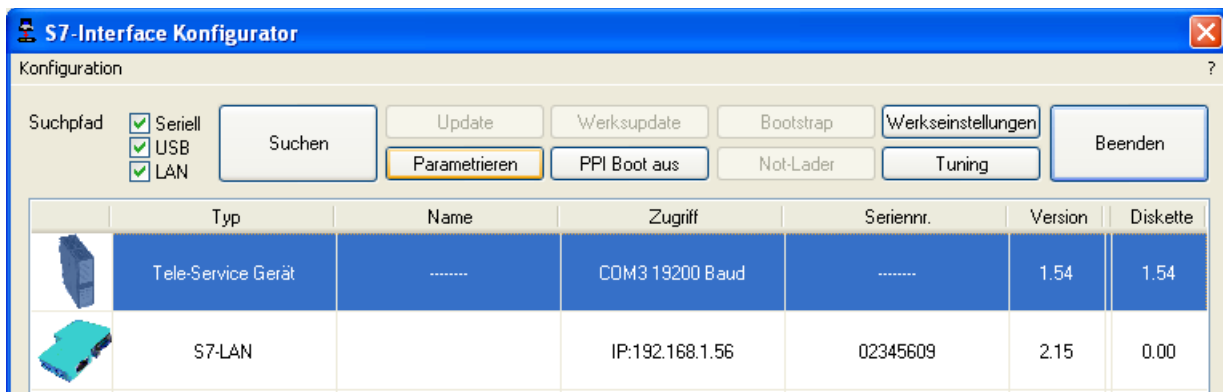 S7-Interface Konfigurator
Konfiguration ?
Suchpfad Seriell USB LAN
Suchen
Update Werksupdate Bootstrap Werkseinstellungen
Parametrieren PPI Boot aus Not-Lader Tuning
Beenden
Typ Name Zugriff Seriennr. Version Diskette
Tele-Service Gerät -------- COM3 19200 Baud -------- 1.54 1.54
S7-LAN IP:192.168.1.56 02345609 2.15 0.00